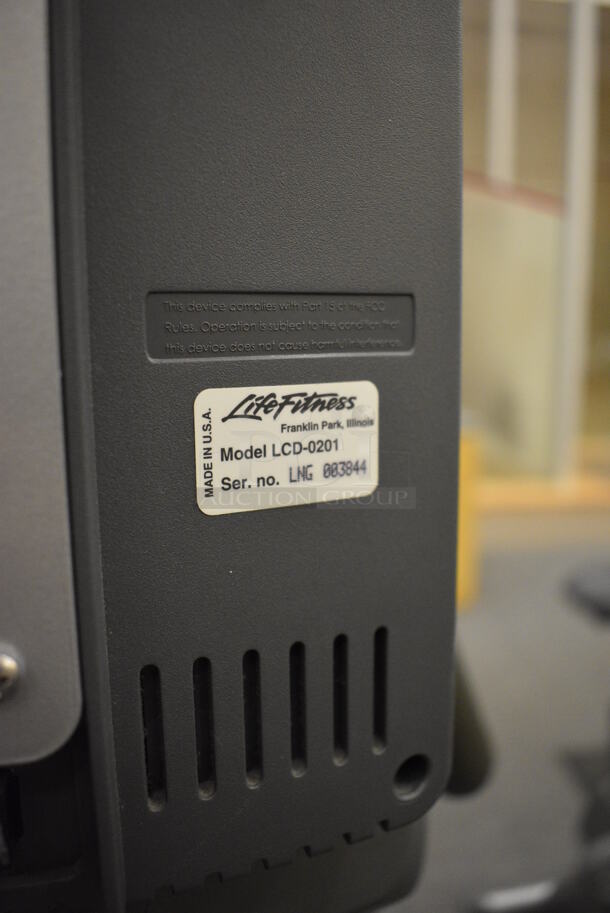 This device complies with Part 15 of the FCC
Rules. Operation is subject to the condition that
this device does not cause harmful interference.
MADE IN U.S.A.
Life Fitness
Franklin Park, Illinois
Model LCD-0201
Ser. no. LNG 003844
AUCTION GROUP